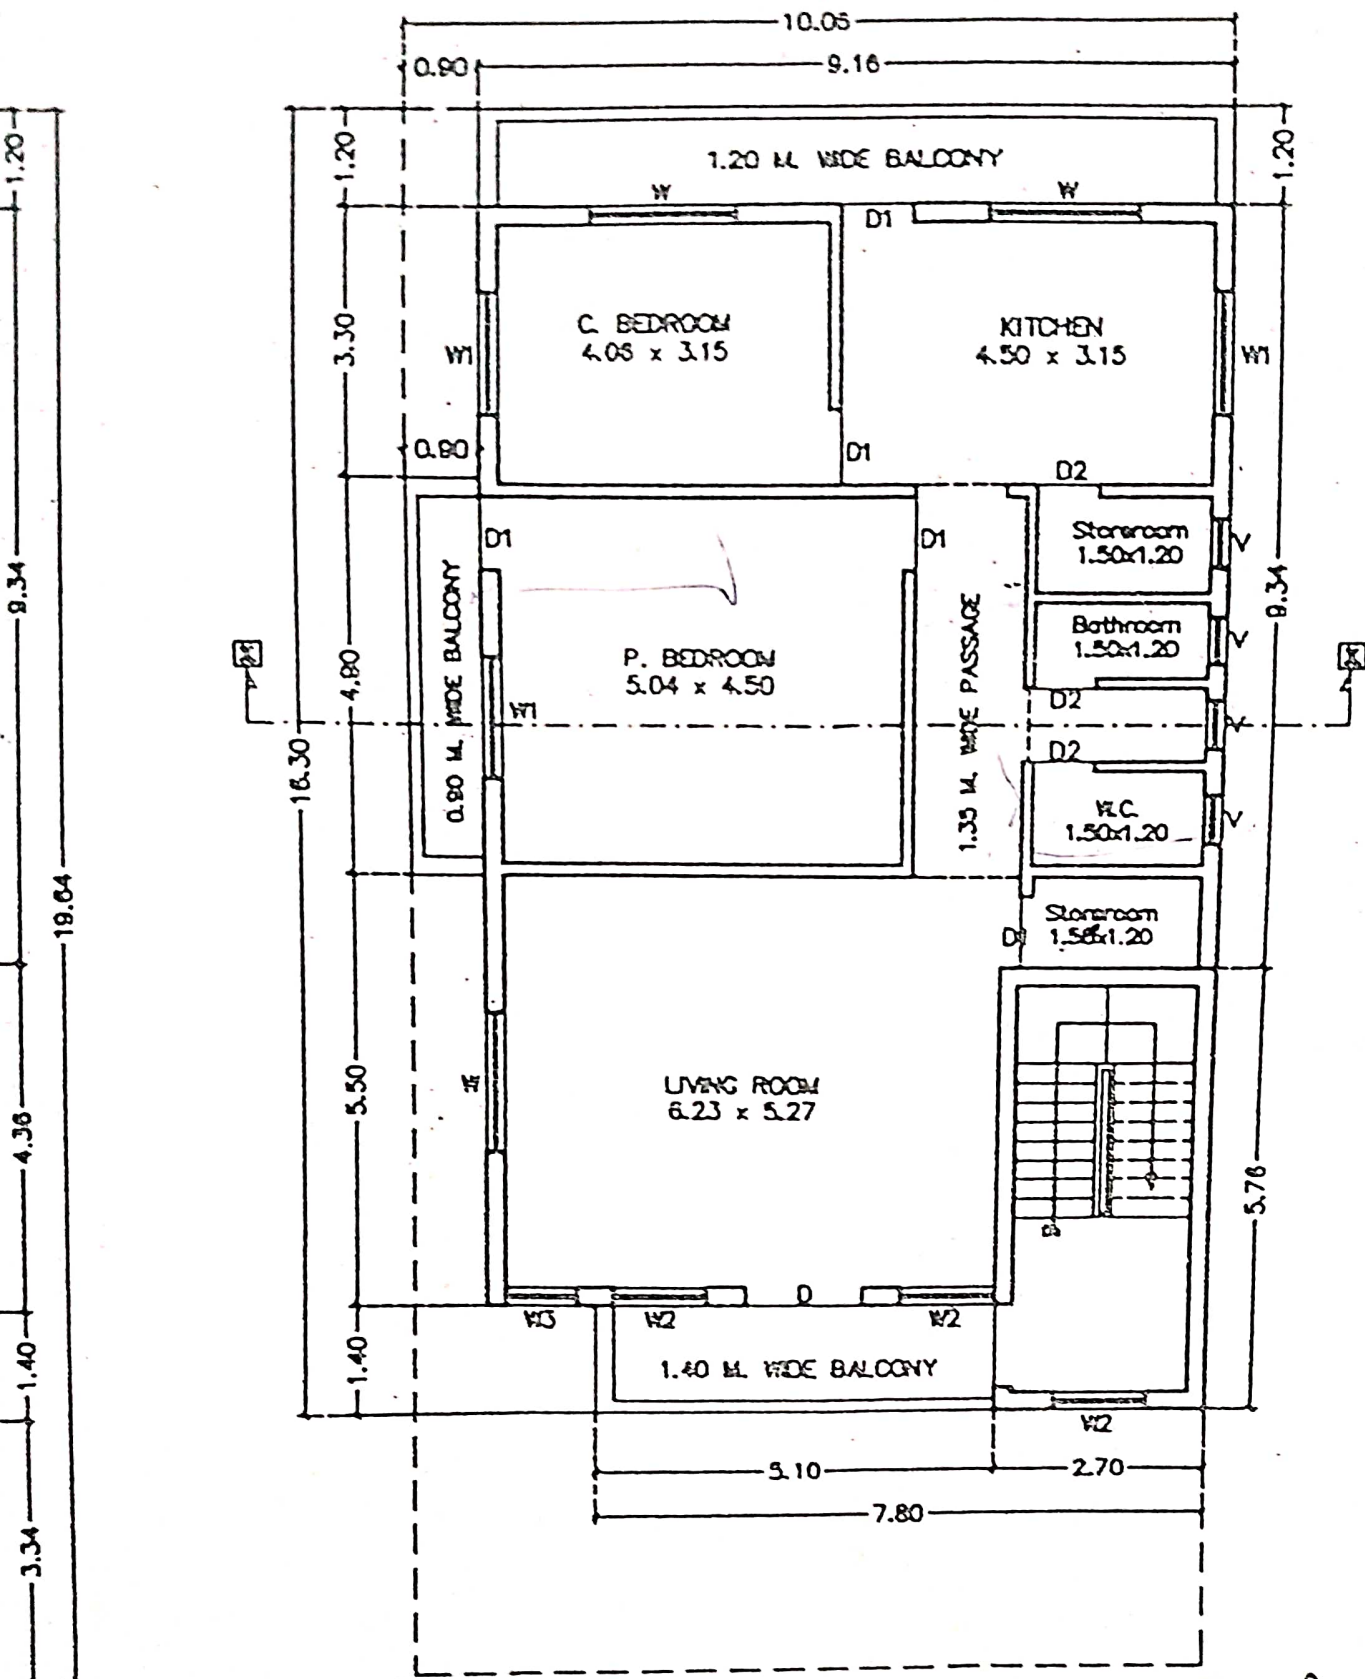 10.05
0.90
9.16
1.20
1.20
1.20
1.20 M. WIDE BALCONY
W
W
D1
C. BEDROOM
4.05 x 3.15
KITCHEN
4.50 x 3.15
3.30
W1
W1
0.90
D1
D2
D1
D1
Storeroom
1.50x1.20
V
9.34
9.34
0.90 M. WIDE BALCONY
1.35 M. WIDE PASSAGE
Bathroom
1.50x1.20
V
4.80
P. BEDROOM
5.04 x 4.50
D2
W1
V
D2
16.30
W.C.
1.50x1.20
V
19.64
Storeroom
1.58x1.20
D
5.50
W
LIVING ROOM
6.23 x 5.27
4.36
5.76
D
W3
W2
W2
1.40
1.40
1.40 M. WIDE BALCONY
W2
5.10
2.70
7.80
3.34